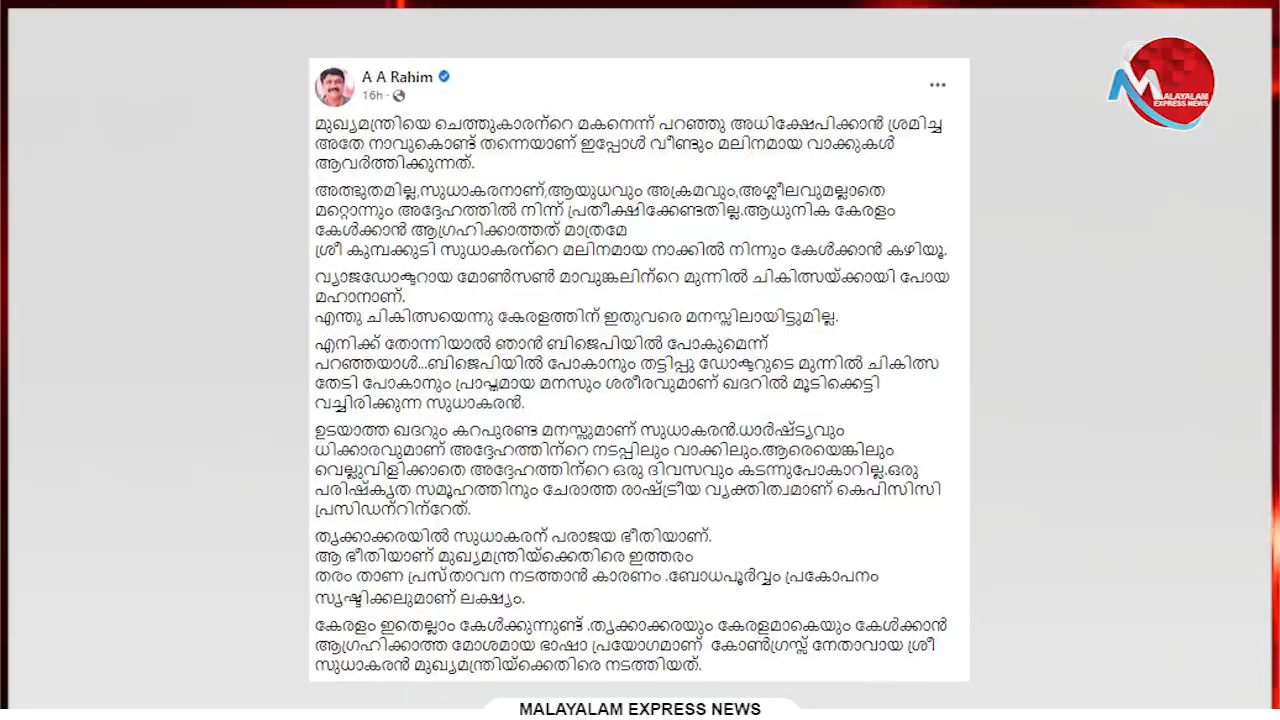 A A Rahim
16h ·
മുഖ്യമന്ത്രിയെ ചെത്തുകാരന്റെ മകനെന്ന് പറഞ്ഞു അധിക്ഷേപിക്കാൻ ശ്രമിച്ച
അതേ നാവുകൊണ്ട് തന്നെയാണ് ഇപ്പോൾ വീണ്ടും മലിനമായ വാക്കുകൾ
ആവർത്തിക്കുന്നത്.
അത്ഭുതമില്ല,സുധാകരനാണ്,ആയുധവും അക്രമവും,അശ്ലീലവുമല്ലാതെ
മറ്റൊന്നും അദ്ദേഹത്തിൽ നിന്ന് പ്രതീക്ഷിക്കേണ്ടതില്ല.ആധുനിക കേരളം
കേൾക്കാൻ ആഗ്രഹിക്കാത്തത് മാത്രമേ
ശ്രീ കുമ്പക്കുടി സുധാകരന്റെ മലിനമായ നാക്കിൽ നിന്നും കേൾക്കാൻ കഴിയൂ.
വ്യാജഡോക്ടറായ മോൺസൺ മാവുങ്കലിന്റെ മുന്നിൽ ചികിത്സയ്ക്കായി പോയ
മഹാനാണ്.
എന്തു ചികിത്സയെന്നു കേരളത്തിന് ഇതുവരെ മനസ്സിലായിട്ടുമില്ല.
എനിക്ക് തോന്നിയാൽ ഞാൻ ബിജെപിയിൽ പോകുമെന്ന്
പറഞ്ഞയാൾ...ബിജെപിയിൽ പോകാനും തട്ടിപ്പു ഡോക്ടറുടെ മുന്നിൽ ചികിത്സ
തേടി പോകാനും പ്രാപ്തമായ മനസും ശരീരവുമാണ് ഖദറിൽ മൂടിക്കെട്ടി
വച്ചിരിക്കുന്ന സുധാകരൻ.
ഉടയാത്ത ഖദറും കറപുരണ്ട മനസ്സുമാണ് സുധാകരൻ.ധാർഷ്ട്യവും
ധിക്കാരവുമാണ് അദ്ദേഹത്തിന്റെ നടപ്പിലും വാക്കിലും.ആരെയെങ്കിലും
വെല്ലുവിളിക്കാതെ അദ്ദേഹത്തിന്റെ ഒരു ദിവസവും കടന്നുപോകാറില്ല.ഒരു
പരിഷ്കൃത സമൂഹത്തിനും ചേരാത്ത രാഷ്ട്രീയ വ്യക്തിത്വമാണ് കെപിസിസി
പ്രസിഡന്റിന്റേത്.
തൃക്കാക്കരയിൽ സുധാകരന് പരാജയ ഭീതിയാണ്.
ആ ഭീതിയാണ് മുഖ്യമന്ത്രിയ്ക്കെതിരെ ഇത്തരം
തരം താണ പ്രസ്താവന നടത്താൻ കാരണം .ബോധപൂർവ്വം പ്രകോപനം
സൃഷ്ടിക്കലുമാണ് ലക്ഷ്യം.
കേരളം ഇതെല്ലാം കേൾക്കുന്നുണ്ട് .തൃക്കാക്കരയും കേരളമാകെയും കേൾക്കാൻ
ആഗ്രഹിക്കാത്ത മോശമായ ഭാഷാ പ്രയോഗമാണ് കോൺഗ്രസ്സ് നേതാവായ ശ്രീ
സുധാകരൻ മുഖ്യമന്ത്രിയ്ക്കെതിരെ നടത്തിയത്.
MALAYALAM
EXPRESS NEWS
MALAYALAM EXPRESS NEWS